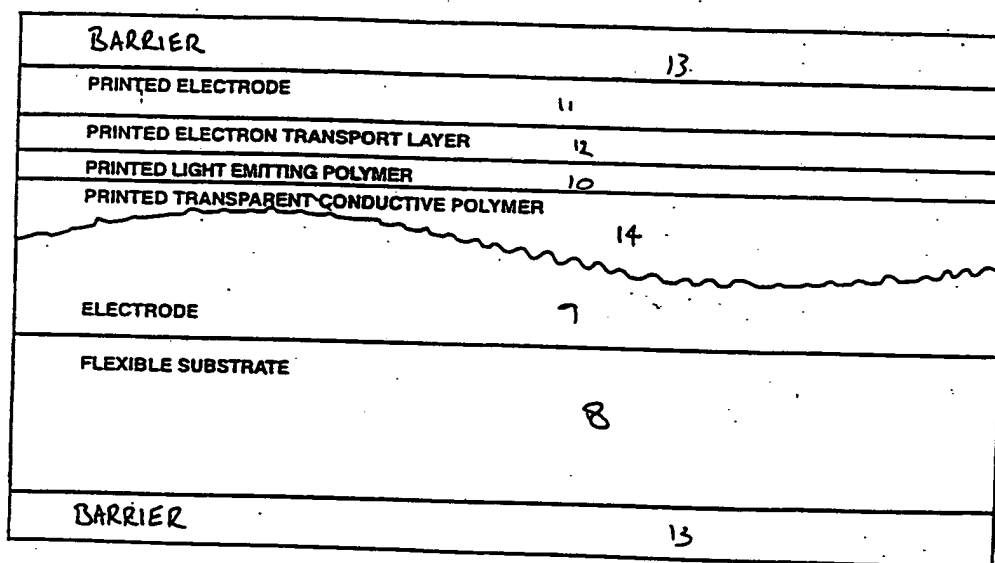 BARRIER 13.
PRINTED ELECTRODE 11
PRINTED ELECTRON TRANSPORT LAYER 12
PRINTED LIGHT EMITTING POLYMER 10
PRINTED TRANSPARENT CONDUCTIVE POLYMER
14
ELECTRODE 9
FLEXIBLE SUBSTRATE
8
BARRIER 13